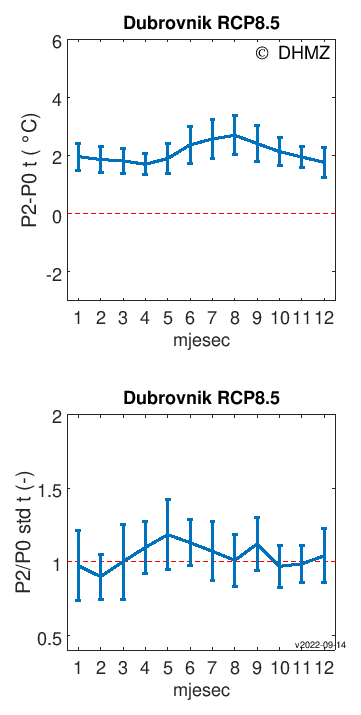 Dubrovnik RCP8.5
© DHMZ
6
4
2
0
-2
P2-P0 t ( °C)
1 2 3 4 5 6 7 8 9 10 11 12
mjesec
Dubrovnik RCP8.5
2
1.5
1
0.5
P2/P0 std t (-)
v2022-09-14
1 2 3 4 5 6 7 8 9 10 11 12
mjesec